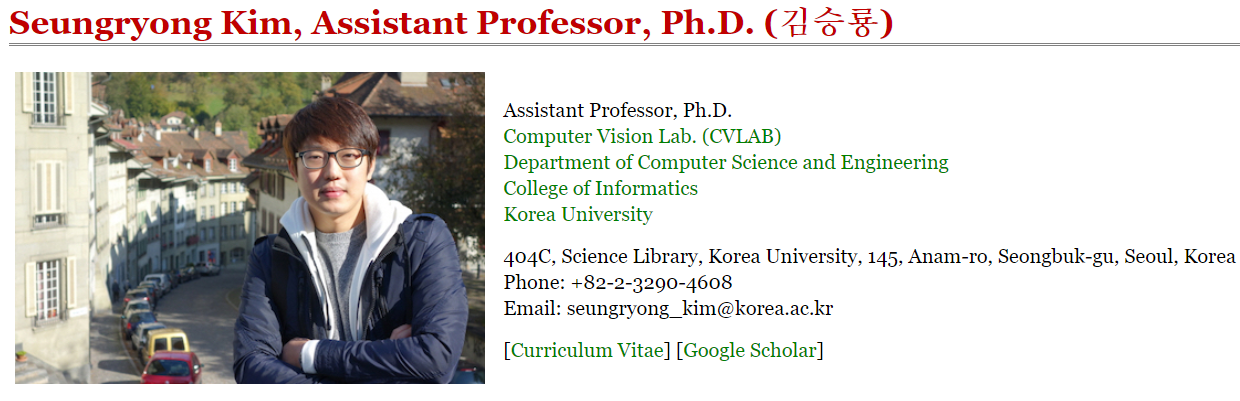 Seungryong Kim, Assistant Professor, Ph.D. (김승룡)
Assistant Professor, Ph.D.
Computer Vision Lab. (CVLAB)
Department of Computer Science and Engineering
College of Informatics
Korea University
404C, Science Library, Korea University, 145, Anam-ro, Seongbuk-gu, Seoul, Korea
Phone: +82-2-3290-4608
Email: seungryong_kim@korea.ac.kr
[Curriculum Vitae] [Google Scholar]